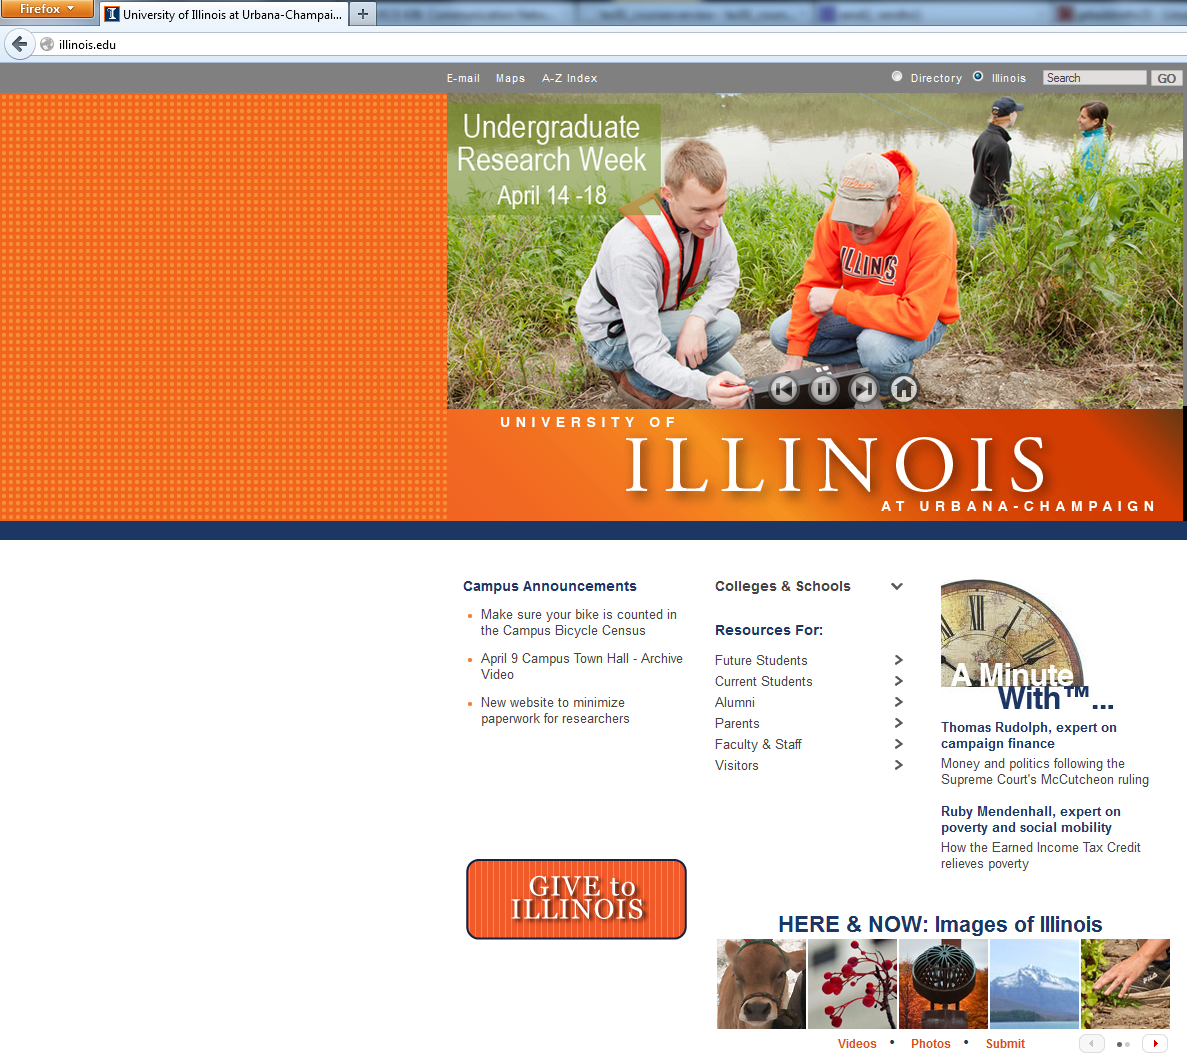 Firefox
University of Illinois at Urbana-Champai...
illinois.edu
E-mail Maps A-Z Index Directory Illinois Search GO
Undergraduate
Research Week
April 14 -18
ILLINOIS
UNIVERSITY OF
ILLINOIS
AT URBANA-CHAMPAIGN
Campus Announcements
Make sure your bike is counted in
the Campus Bicycle Census
April 9 Campus Town Hall - Archive
Video
New website to minimize
paperwork for researchers
GIVE to
ILLINOIS
Colleges & Schools
Resources For:
Future Students
Current Students
Alumni
Parents
Faculty & Staff
Visitors
A Minute
With™...
Thomas Rudolph, expert on
campaign finance
Money and politics following the
Supreme Court's McCutcheon ruling
Ruby Mendenhall, expert on
poverty and social mobility
How the Earned Income Tax Credit
relieves poverty
HERE & NOW: Images of Illinois
Videos • Photos • Submit